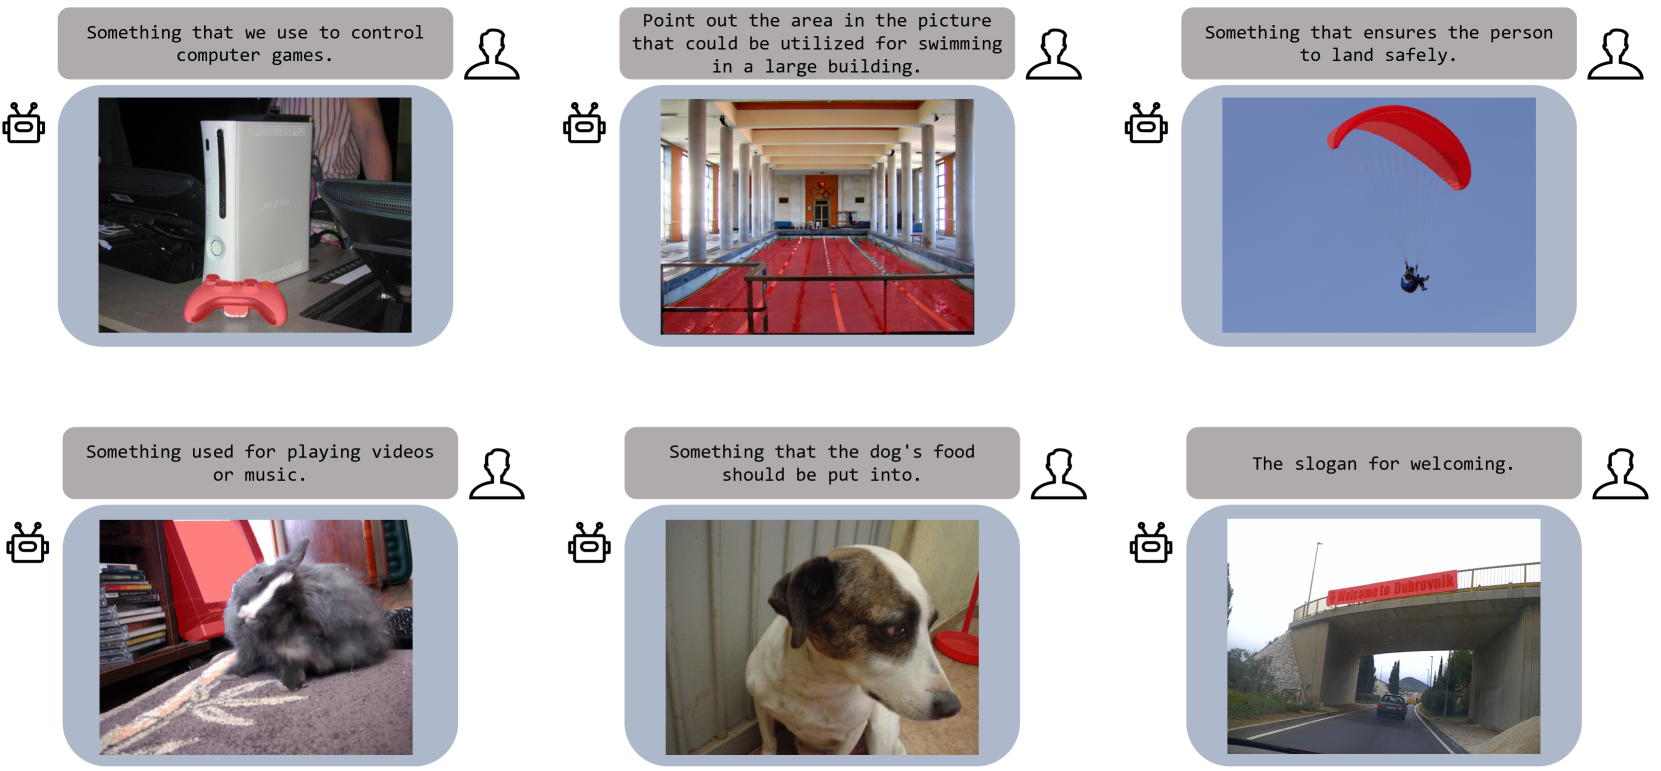 Something that we use to control
computer games.
Point out the area in the picture
that could be utilized for swimming
in a large building.
Something that ensures the person
to land safely.
Something used for playing videos
or music.
Something that the dog's food
should be put into.
The slogan for welcoming.
Welcome to Dubrovnik